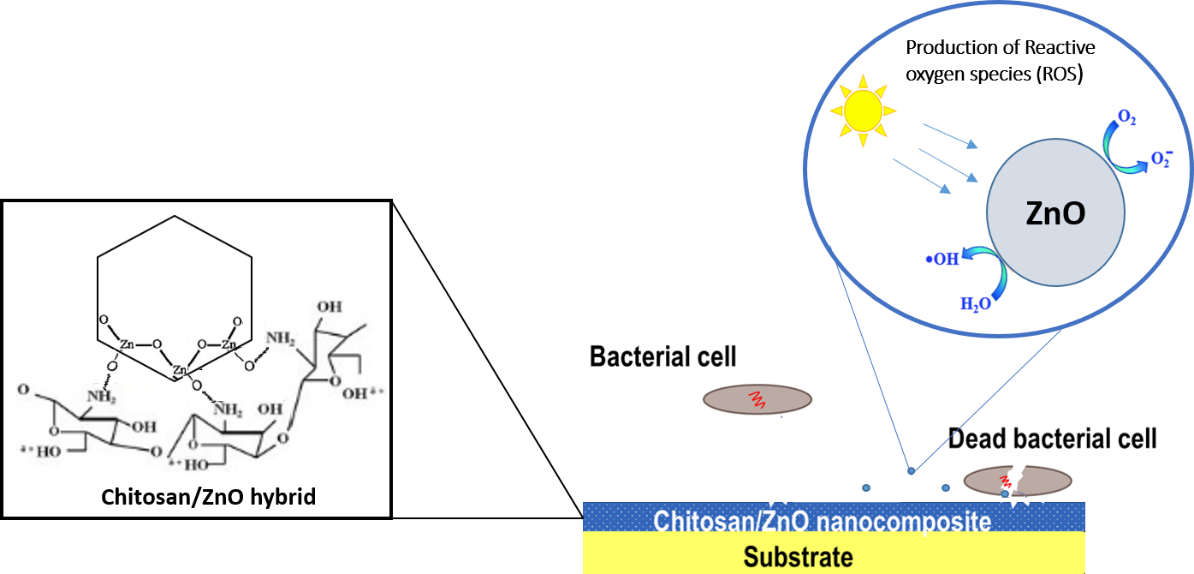 Production of Reactive
oxygen species (ROS)
O₂
O₂⁻
ZnO
•OH
H₂O
O
O
Zn
O
O
Zn
Zn
O
O
O
NH₂
NH₂
NH₂
OH
O
OH
O
O
OH
HO
O
O
OH
O
HO
Chitosan/ZnO hybrid
Bacterial cell
Dead bacterial cell
Chitosan/ZnO nanocomposite
Substrate